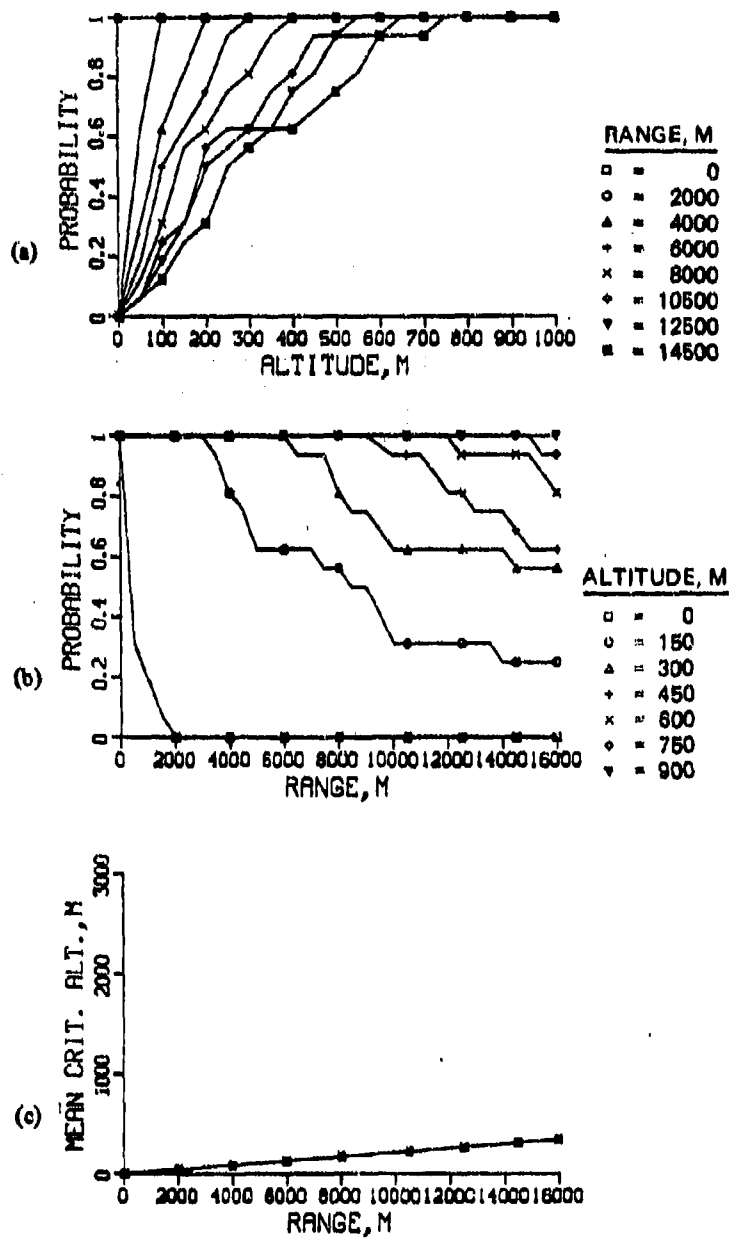 (a)
PROBABILITY
0 0.2 0.4 0.6 0.8 1
0 100 200 300 400 500 600 700 800 900 1000
ALTITUDE, M
RANGE, M
= 0
= 2000
= 4000
= 6000
= 8000
= 10500
= 12500
= 14500
(b)
PROBABILITY
0 0.2 0.4 0.6 0.8 1
0 2000 4000 6000 8000 10000 12000 14000 16000
RANGE, M
ALTITUDE, M
= 0
= 150
= 300
= 450
= 600
= 750
= 900
(c)
MEAN CRIT. ALT., M
0 1000 2000 3000
0 2000 4000 6000 8000 10000 12000 14000 16000
RANGE, M